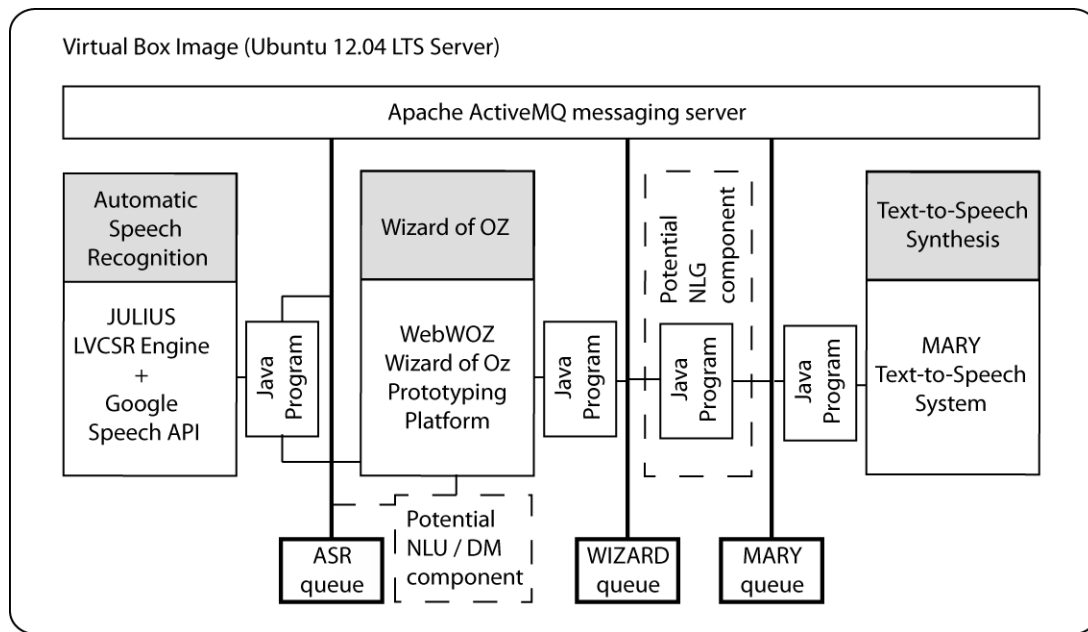 Virtual Box Image (Ubuntu 12.04 LTS Server)
Apache ActiveMQ messaging server
Automatic
Speech
Recognition
JULIUS
LVCSR Engine
+
Google
Speech API
Java
Program
Wizard of OZ
WebWOZ
Wizard of Oz
Prototyping
Platform
Java
Program
Potential
NLG
component
Java
Program
Java
Program
Text-to-Speech
Synthesis
MARY
Text-to-Speech
System
ASR
queue
Potential
NLU / DM
component
WIZARD
queue
MARY
queue